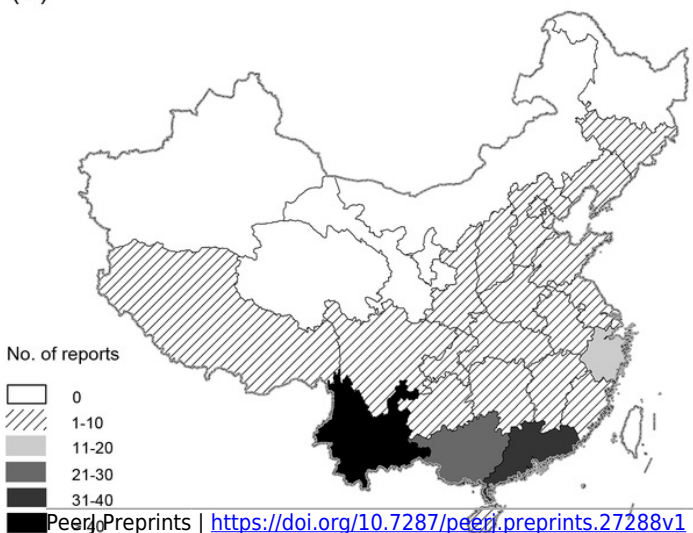 No. of reports
0
1-10
11-20
21-30
31-40
PeerJ Preprints | https://doi.org/10.7287/peerj.preprints.27288v1